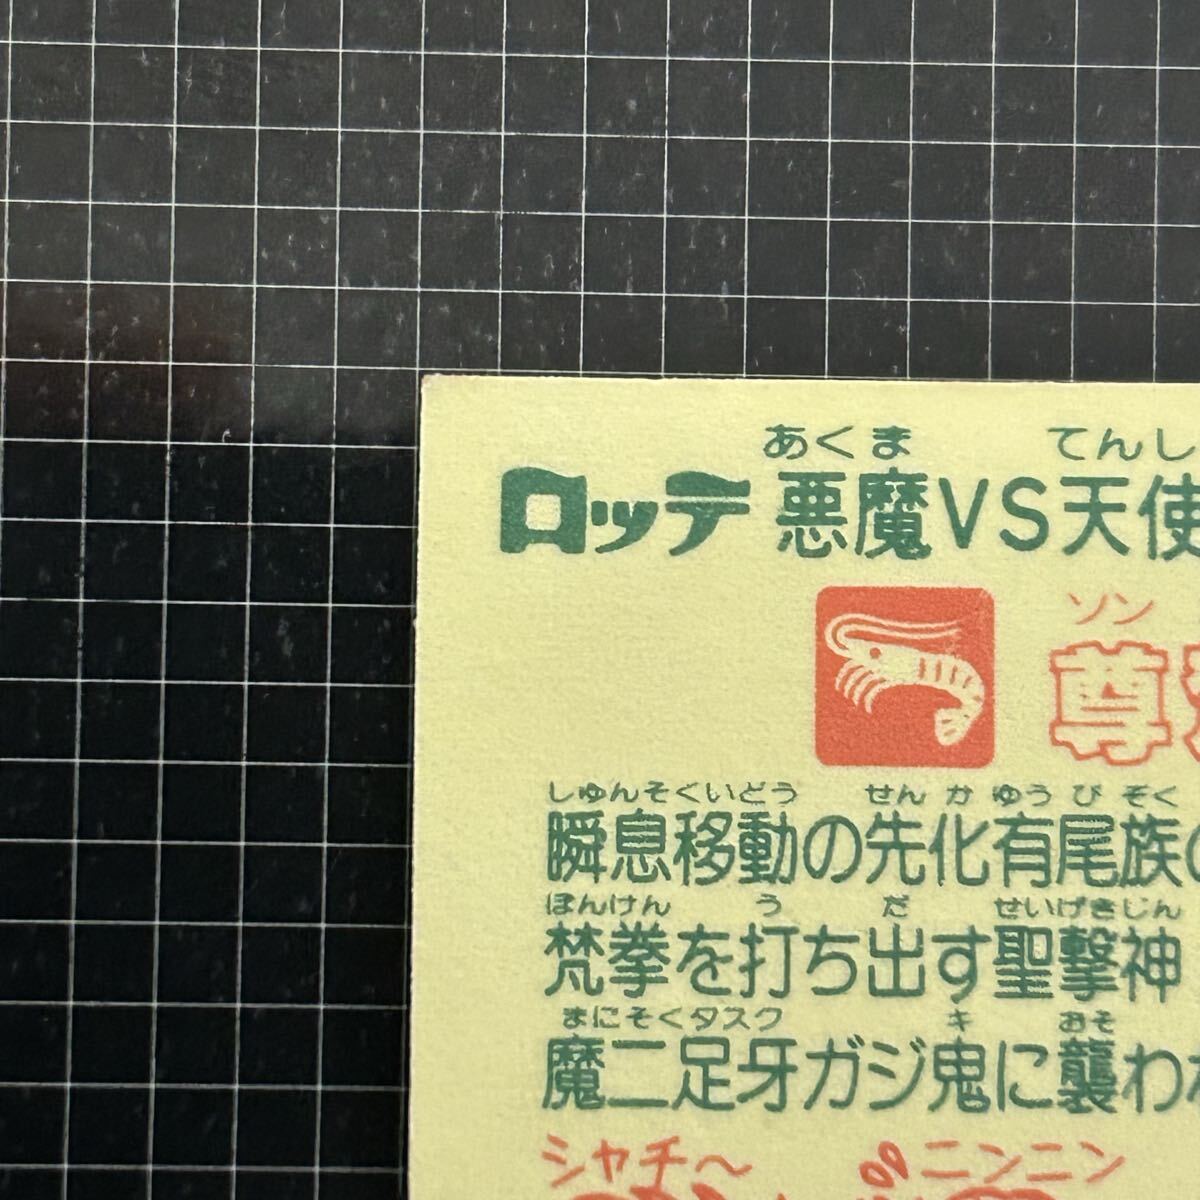 あくま てんし
ロッテ 悪魔VS天使
ソン
尊
しゅんそくいどう せんかゆうびぞく
瞬息移動の先化有尾族の
ぼんけん う だ せいげきじん
梵拳を打ち出す聖撃神
まにそくタスク キ おそ
魔二足牙ガジ鬼に襲わ
シャチ〜 ニンニン